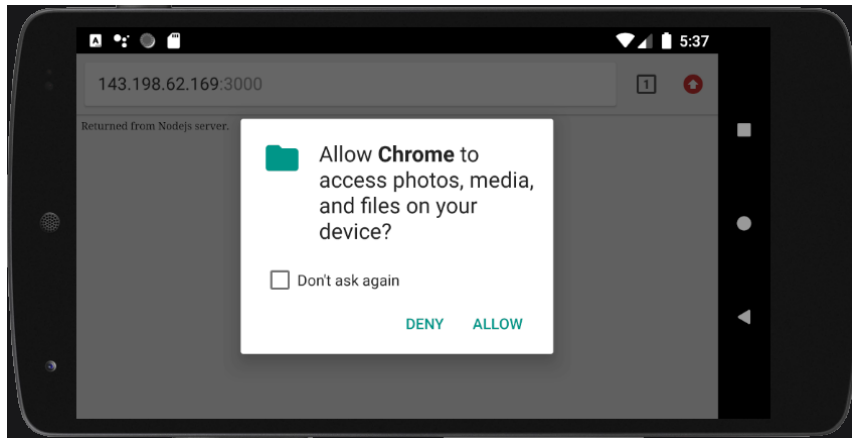 5:37
143.198.62.169:3000
1
Returned from Nodejs server.
Allow Chrome to
access photos, media,
and files on your
device?
Don't ask again
DENY ALLOW